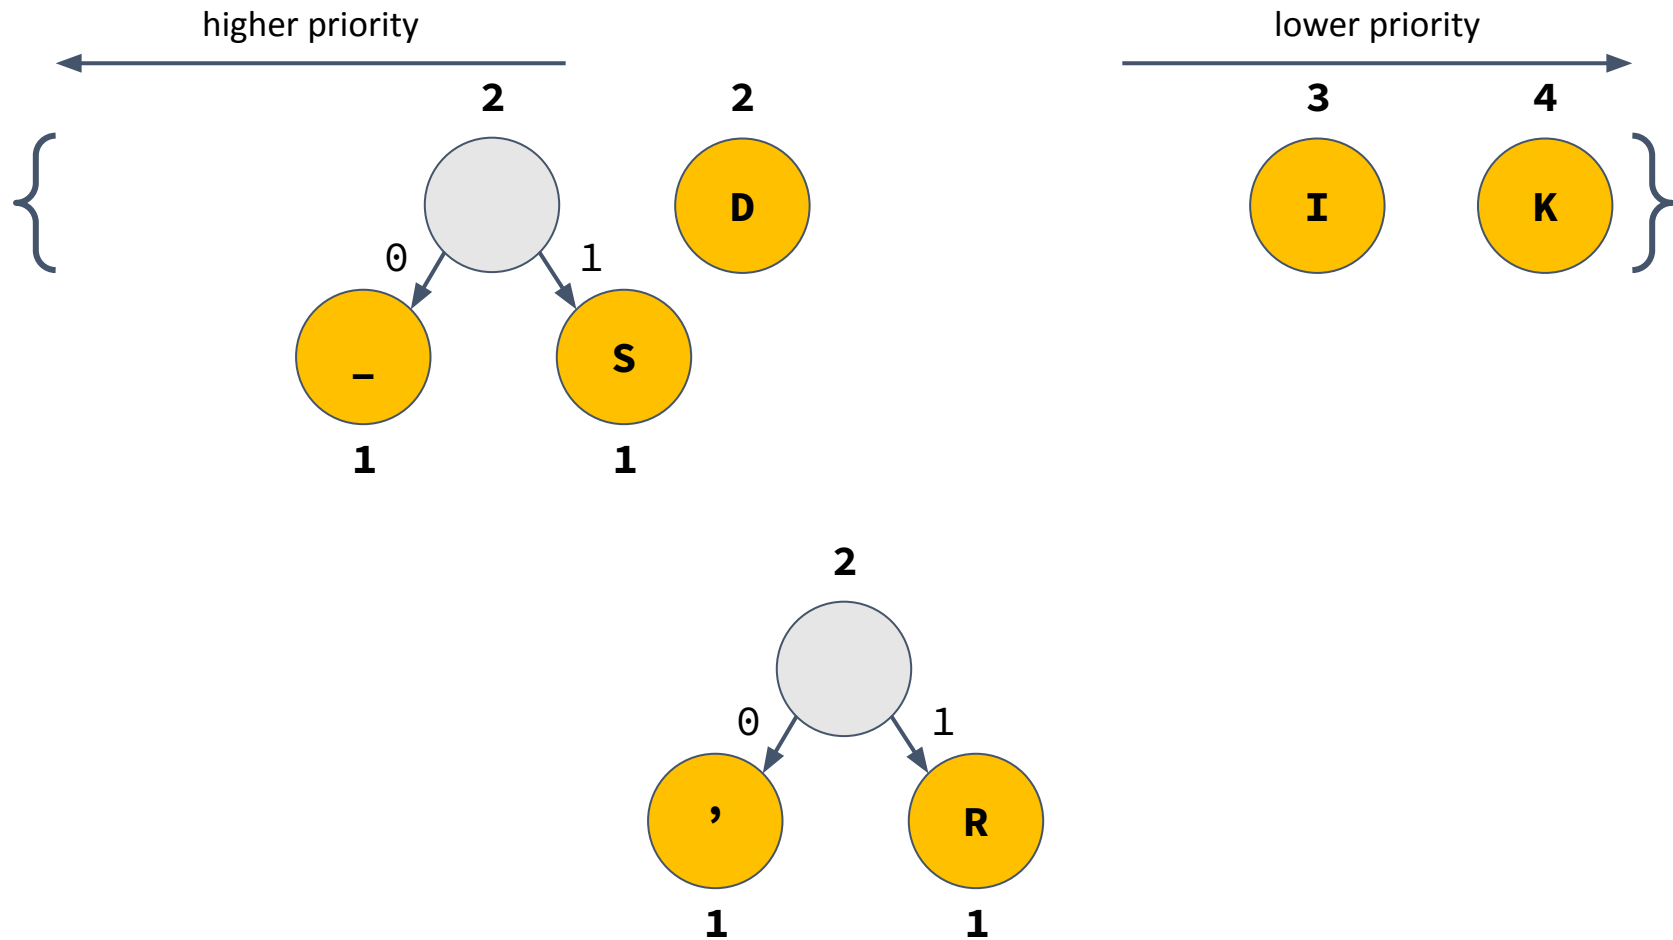 higher priority
lower priority
2 2 3 4
{ D I K }
0 1
_ S
1 1
2
0 1
’ R
1 1